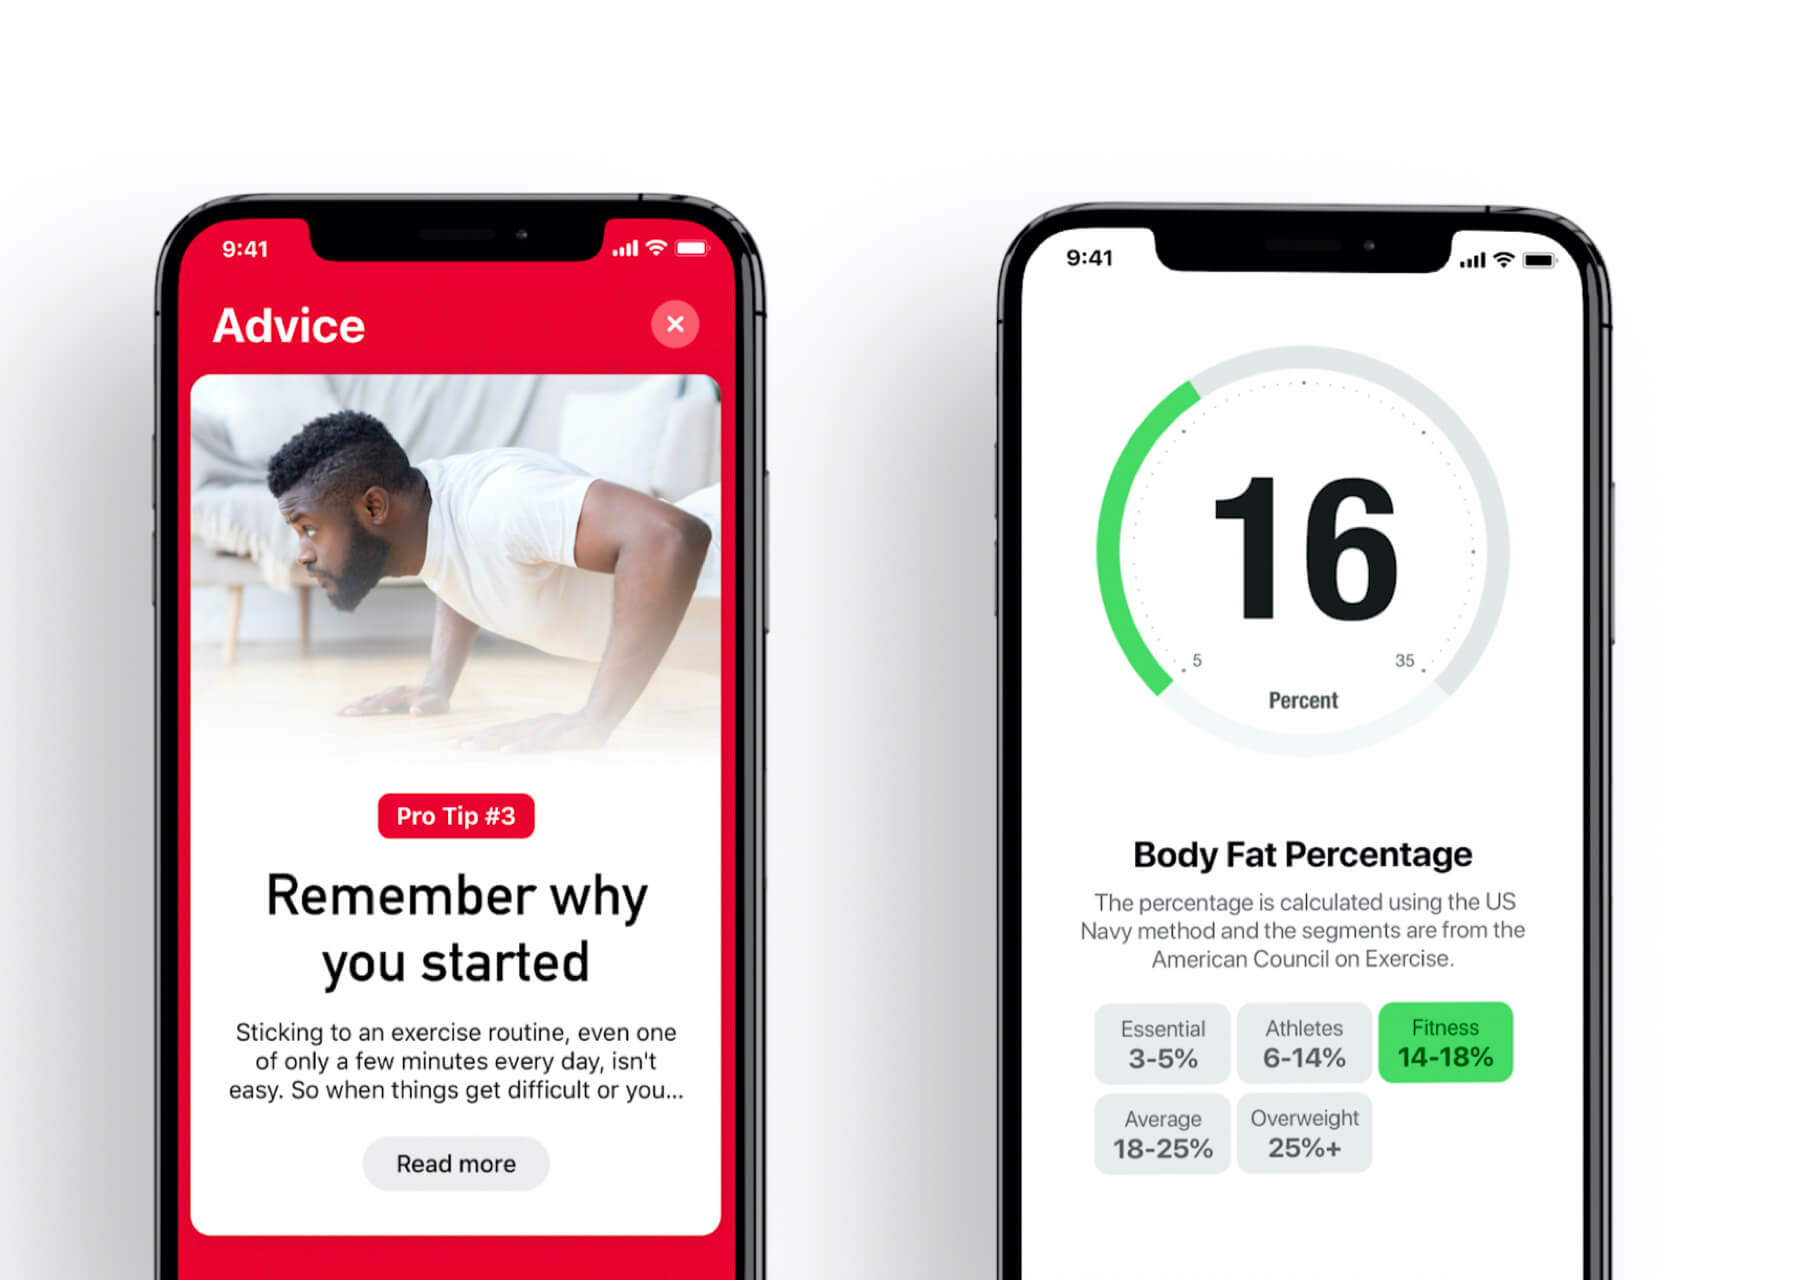 9:41
Advice
Pro Tip #3
Remember why
you started
Sticking to an exercise routine, even one
of only a few minutes every day, isn't
easy. So when things get difficult or you...
Read more
9:41
16
5
35
Percent
Body Fat Percentage
The percentage is calculated using the US
Navy method and the segments are from the
American Council on Exercise.
Essential
3-5%
Athletes
6-14%
Fitness
14-18%
Average
18-25%
Overweight
25%+